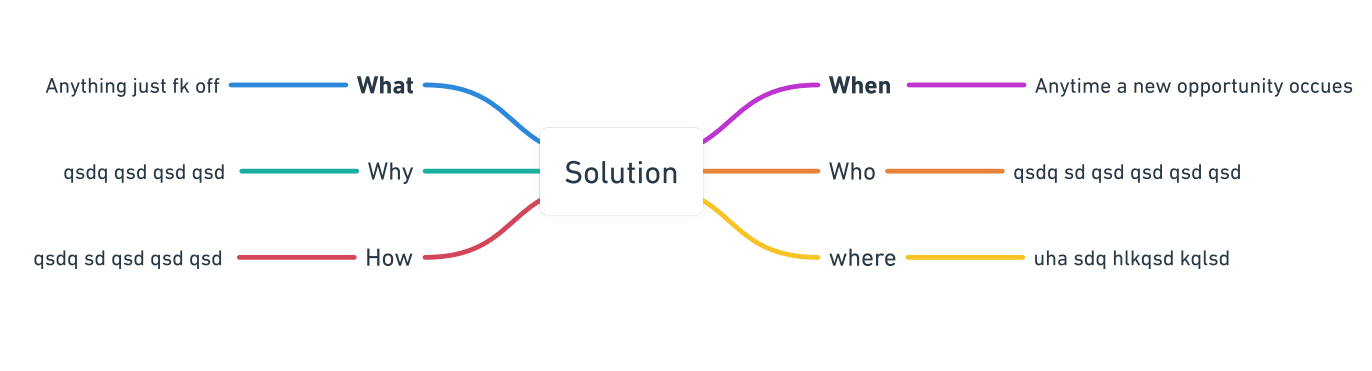 Anything just fk off
What
When
Anytime a new opportunity occues
qsdq qsd qsd qsd
Why
Solution
Who
qsdq sd qsd qsd qsd qsd
qsdq sd qsd qsd qsd
How
where
uha sdq hlkqsd kqlsd